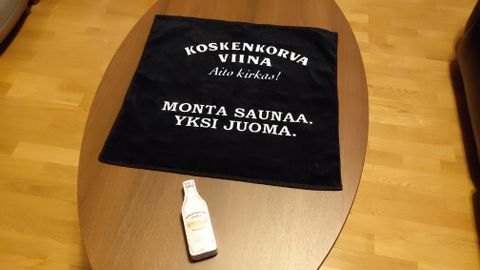 KOSKENKORVA
VIINA
Aito kirkas!
MONTA SAUNAA.
YKSI JUOMA.